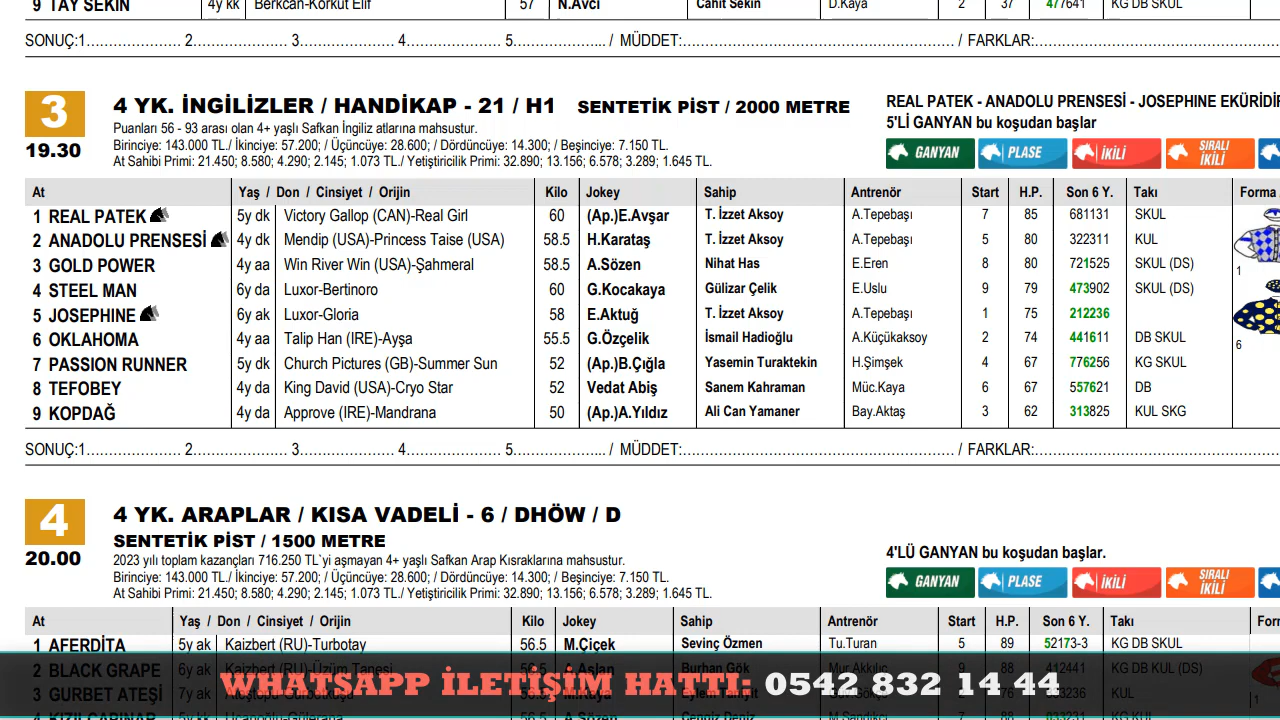 9 TAY SEKİN 4y kk Berkcan-Korkut Elif 57 N.Avcı Cahit Sekin D.Kaya 2 37 477641 KG DB SKUL
SONUÇ:1........................ 2......................... 3......................... 4......................... 5......................... / MÜDDET:.................................................................... / FARKLAR:..............................................................
3 4 YK. İNGİLİZLER / HANDİKAP - 21 / H1 SENTETİK PİST / 2000 METRE
19.30
Puanları 56 - 93 arası olan 4+ yaşlı Safkan İngiliz atlarına mahsustur.
Birinciye: 143.000 TL./ İkinciye: 57.200; / Üçüncüye: 28.600; / Dördüncüye: 14.300; / Beşinciye: 7.150 TL.
At Sahibi Primi: 21.450; 8.580; 4.290; 2.145; 1.073 TL./ Yetiştiricilik Primi: 32.890; 13.156; 6.578; 3.289; 1.645 TL.
REAL PATEK - ANADOLU PRENSESİ - JOSEPHINE EKÜRİDİR
5'Lİ GANYAN bu koşudan başlar
GANYAN PLASE İKİLİ SIRALI İKİLİ
At Yaş / Don / Cinsiyet / Orijin Kilo Jokey Sahip Antrenör Start H.P. Son 6 Y. Takı Forma
1 REAL PATEK 5y dk Victory Gallop (CAN)-Real Girl 60 (Ap.)E.Avşar T. İzzet Aksoy A.Tepebaşı 7 85 681131 SKUL
2 ANADOLU PRENSESİ 4y dk Mendip (USA)-Princess Taise (USA) 58.5 H.Karataş T. İzzet Aksoy A.Tepebaşı 5 80 322311 KUL
3 GOLD POWER 4y aa Win River Win (USA)-Şahmeral 58.5 A.Sözen Nihat Has E.Eren 8 80 721525 SKUL (DS)
1
4 STEEL MAN 6y da Luxor-Bertinoro 60 G.Kocakaya Gülizar Çelik E.Uslu 9 79 473902 SKUL (DS)
5 JOSEPHINE 6y ak Luxor-Gloria 58 E.Aktuğ T. İzzet Aksoy A.Tepebaşı 1 75 212236
6 OKLAHOMA 4y aa Talip Han (IRE)-Ayşa 55.5 G.Özçelik İsmail Hadioğlu A.Küçükaksoy 2 74 441611 DB SKUL
6
7 PASSION RUNNER 5y dk Church Pictures (GB)-Summer Sun 52 (Ap.)B.Çığla Yasemin Turaktekin H.Şimşek 4 67 776256 KG SKUL
8 TEFOBEY 4y da King David (USA)-Cryo Star 52 Vedat Abiş Sanem Kahraman Müc.Kaya 6 67 557621 DB
9 KOPDAĞ 4y da Approve (IRE)-Mandrana 50 (Ap.)A.Yıldız Ali Can Yamaner Bay.Aktaş 3 62 313825 KUL SKG
SONUÇ:1........................ 2......................... 3......................... 4......................... 5......................... / MÜDDET:.................................................................... / FARKLAR:..............................................................
4 4 YK. ARAPLAR / KISA VADELİ - 6 / DHÖW / D
20.00 SENTETİK PİST / 1500 METRE
2023 yılı toplam kazançları 716.250 TL`yi aşmayan 4+ yaşlı Safkan Arap Kısraklarına mahsustur.
Birinciye: 143.000 TL./ İkinciye: 57.200; / Üçüncüye: 28.600; / Dördüncüye: 14.300; / Beşinciye: 7.150 TL.
At Sahibi Primi: 21.450; 8.580; 4.290; 2.145; 1.073 TL./ Yetiştiricilik Primi: 32.890; 13.156; 6.578; 3.289; 1.645 TL.
4'LÜ GANYAN bu koşudan başlar.
GANYAN PLASE İKİLİ SIRALI İKİLİ
At Yaş / Don / Cinsiyet / Orijin Kilo Jokey Sahip Antrenör Start H.P. Son 6 Y. Takı For
1 AFERDİTA 5y ak Kaizbert (RU)-Turbotay 56.5 M.Çiçek Sevinç Özmen Tu.Turan 5 89 52173-3 KG DB SKUL
2 BLACK GRAPE 6y ak Kaizbert (RU)-Üzüm Tanesi 56.5 A.Aslan Burhan Gök Mur.Akkılıç 9 88 412441 KG DB KUL (DS)
3 GURBET ATEŞİ 7y ak KUL
1
WHATSAPP İLETİŞİM HATTI: 0542 832 14 44